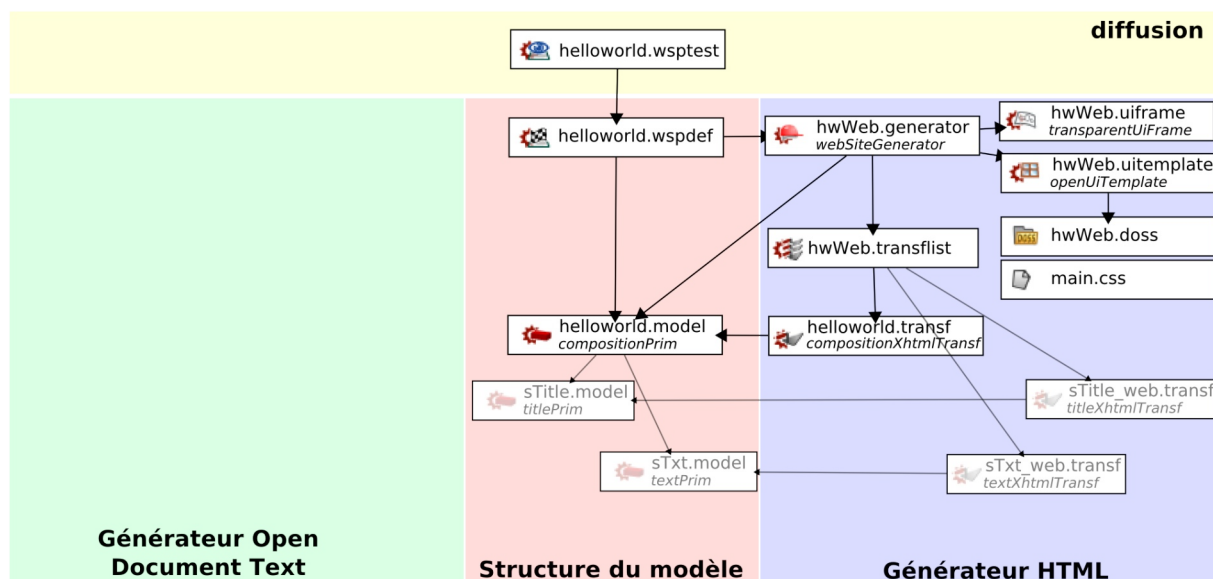 diffusion
helloworld.wsptest
helloworld.wspdef
hwWeb.generator
webSiteGenerator
hwWeb.uiframe
transparentUiFrame
hwWeb.uitemplate
openUiTemplate
hwWeb.transflist
DOSS
hwWeb.doss
main.css
helloworld.model
compositionPrim
helloworld.transf
compositionXhtmlTransf
sTitle.model
titlePrim
sTitle_web.transf
titleXhtmlTransf
sTxt.model
textPrim
sTxt_web.transf
textXhtmlTransf
Générateur Open
Document Text
Structure du modèle
Générateur HTML